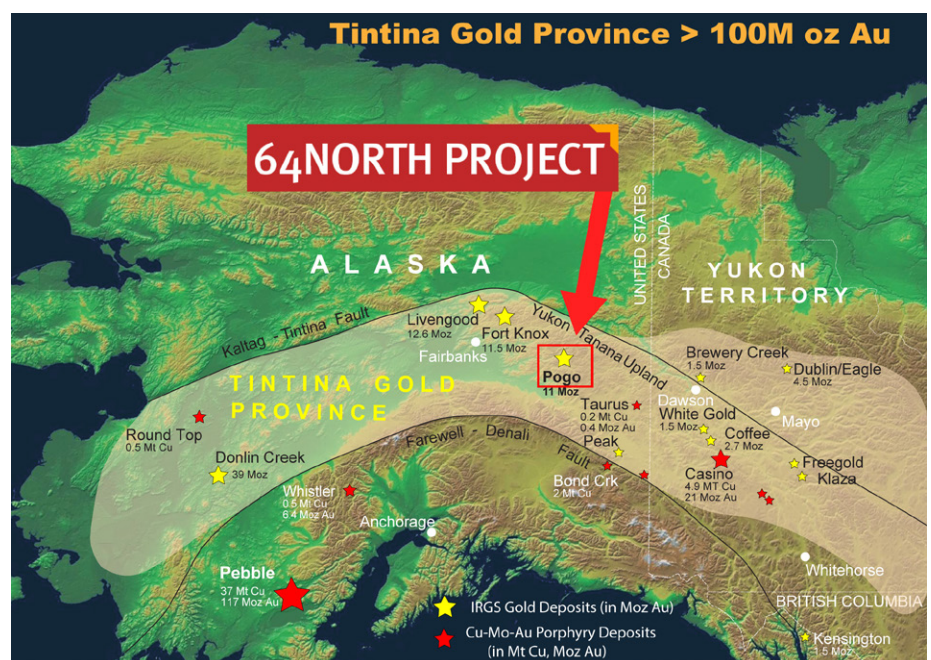 Tintina Gold Province > 100M oz Au
64NORTH PROJECT
UNITED STATES
CANADA
ALASKA
YUKON
TERRITORY
Kaltag - Tintina Fault
Livengood
12.6 Moz
Fort Knox
11.5 Moz
Fairbanks
Yukon - Tanana Upland
Pogo
11 Moz
TINTINA GOLD
PROVINCE
Brewery Creek
1.5 Moz
Dublin/Eagle
4.5 Moz
Dawson
Mayo
Taurus
0.2 Mt Cu
0.4 Moz Au
White Gold
1.5 Moz
Coffee
2.7 Moz
Round Top
0.5 Mt Cu
Farewell - Denali
Fault
Peak
Donlin Creek
39 Moz
Casino
4.9 MT Cu
21 Moz Au
Freegold
Klaza
Bond Crk
2 Mt Cu
Whistler
0.5 Mt Cu
6.4 Moz Au
Anchorage
Pebble
37 Mt Cu
117 Moz Au
Whitehorse
BRITISH COLUMBIA
IRGS Gold Deposits (in Moz Au)
Cu-Mo-Au Porphyry Deposits
(in Mt Cu, Moz Au)
Kensington
1.5 Moz